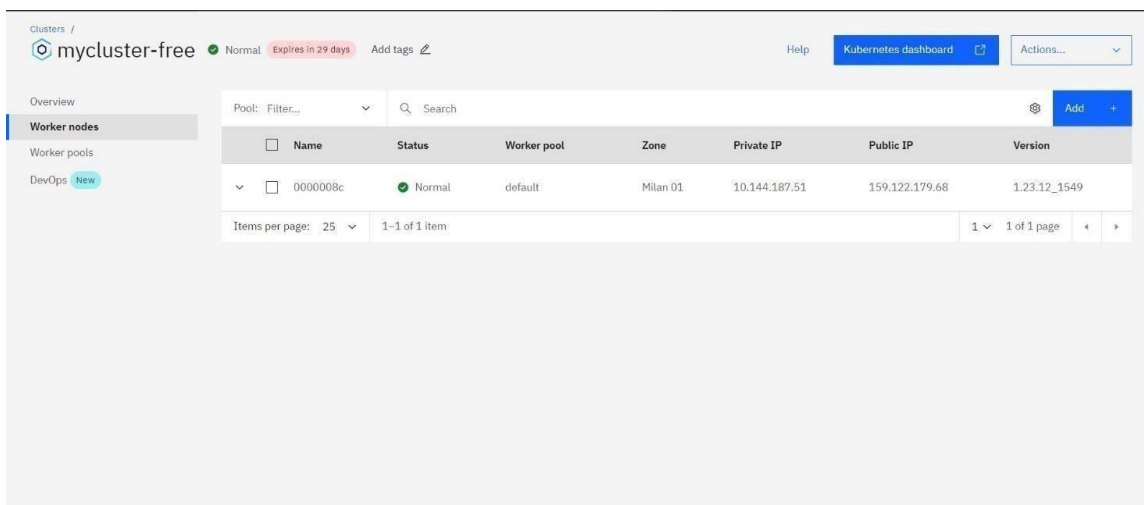 Clusters /
mycluster-free Normal Expires in 29 days Add tags Help Kubernetes dashboard Actions...
Overview
Worker nodes
Worker pools
DevOps New
Pool: Filter... Search Add +
Name Status Worker pool Zone Private IP Public IP Version
0000008c Normal default Milan 01 10.144.187.51 159.122.179.68 1.23.12_1549
Items per page: 25 1–1 of 1 item 1 1 of 1 page